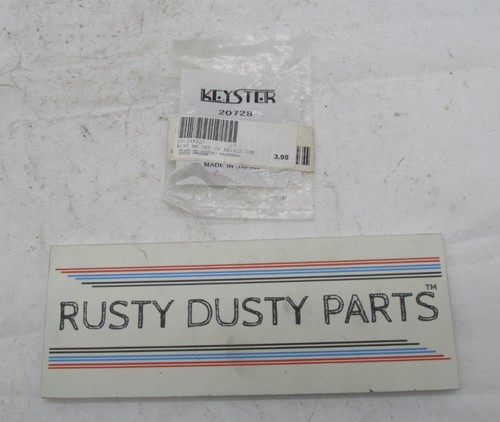 KEYSTER
20728
3.95
MADE IN JAPAN
RUSTY DUSTY PARTS™